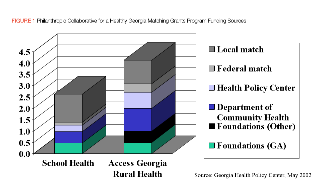 FIGURE 1 Philanthropic Collaborative for a Healthy Georgia Matching Grants Program Funding Sources
4.5
4.0
3.5
3.0
2.5
2.0
1.5
1.0
0.5
0.0
School Health
Access Georgia
Rural Health
Local match
Federal match
Health Policy Center
Department of
Community Health
Foundations (Other)
Foundations (GA)
Source: Georgia Health Policy Center, May 2002